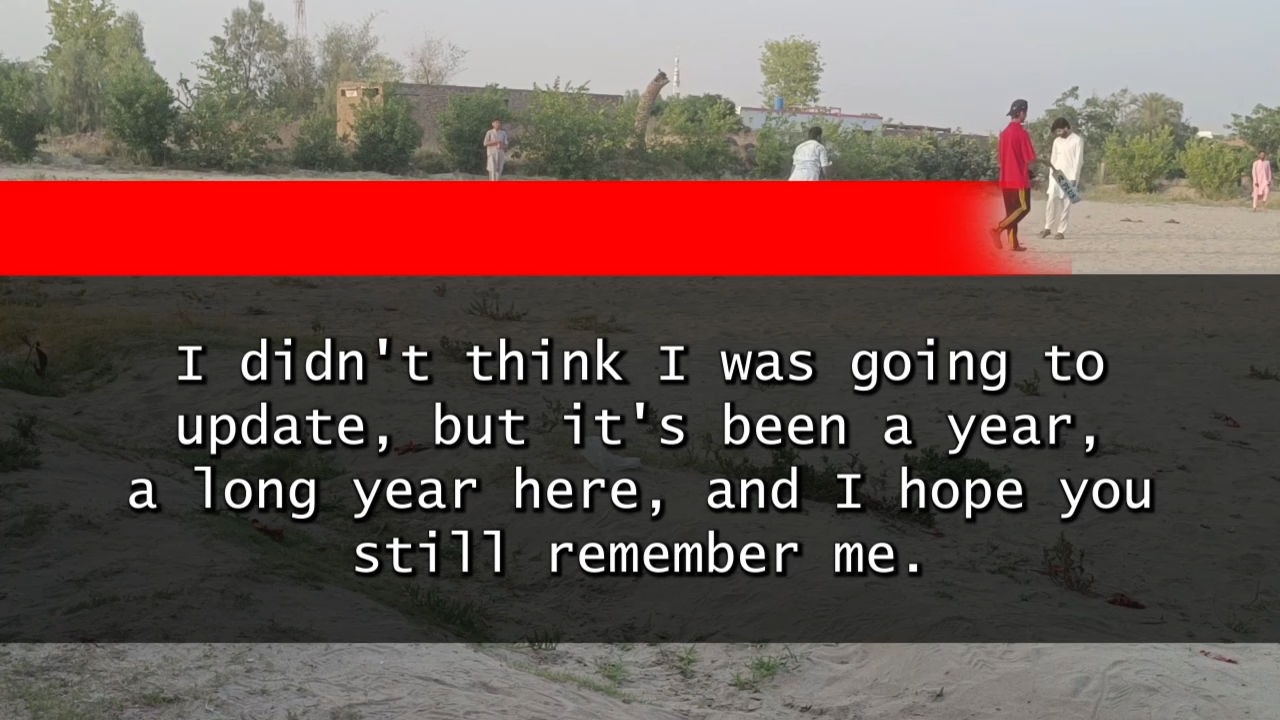 I didn't think I was going to
update, but it's been a year,
a long year here, and I hope you
still remember me.